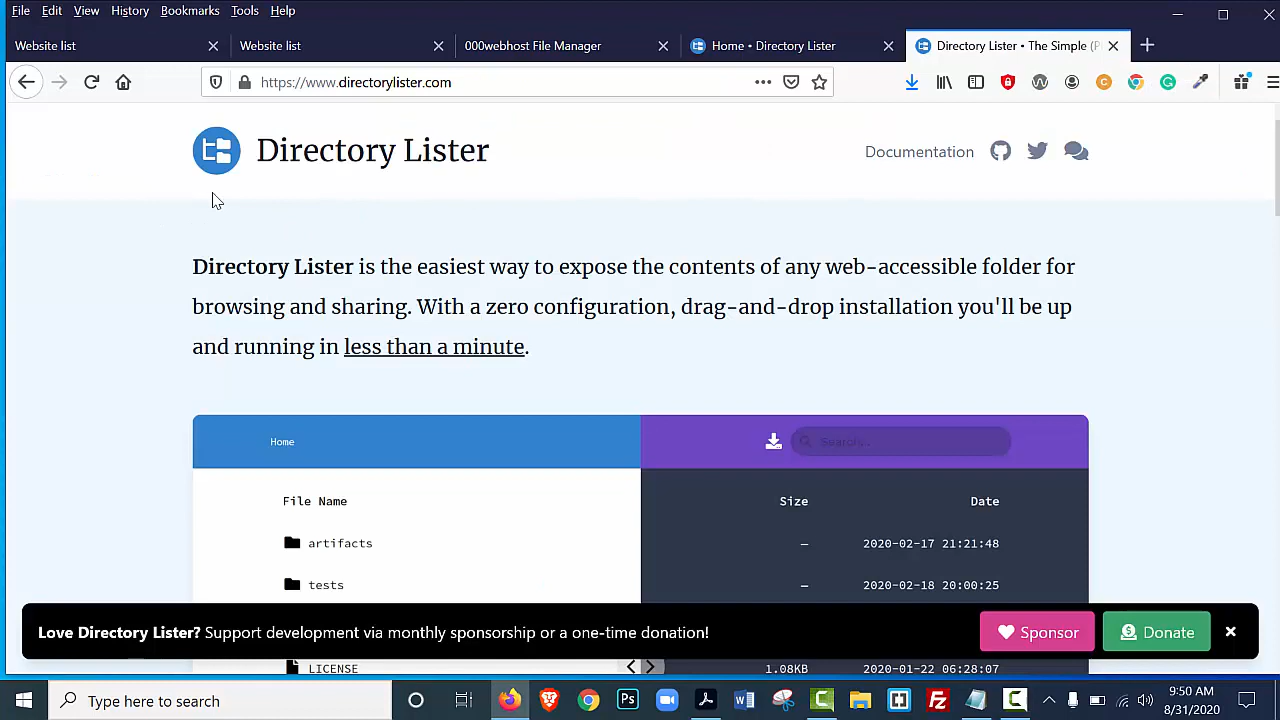 File Edit View History Bookmarks Tools Help
Website list
Website list
000webhost File Manager
Home • Directory Lister
Directory Lister • The Simple (P
https://www.directorylister.com
Directory Lister
Documentation
Directory Lister is the easiest way to expose the contents of any web-accessible folder for
browsing and sharing. With a zero configuration, drag-and-drop installation you'll be up
and running in less than a minute.
Home
Search...
File Name Size Date
artifacts — 2020-02-17 21:21:48
tests — 2020-02-18 20:00:25
Love Directory Lister? Support development via monthly sponsorship or a one-time donation!
Sponsor
Donate
LICENSE 1.08KB 2020-01-22 06:28:07
Type here to search
9:50 AM
8/31/2020